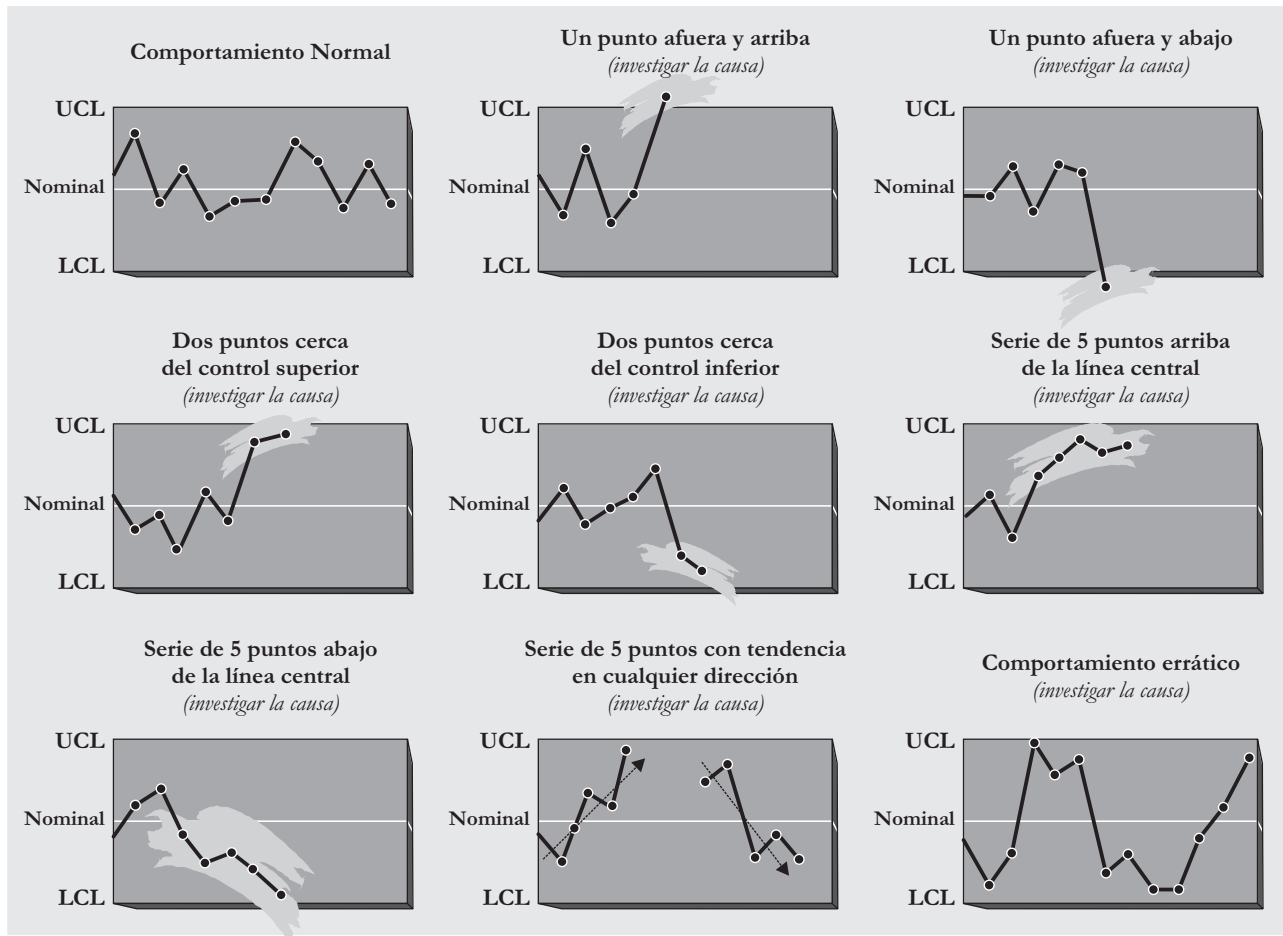 Comportamiento Normal
UCL
Nominal
LCL
Un punto afuera y arriba
(investigar la causa)
UCL
Nominal
LCL
Un punto afuera y abajo
(investigar la causa)
UCL
Nominal
LCL
Dos puntos cerca
del control superior
(investigar la causa)
UCL
Nominal
LCL
Dos puntos cerca
del control inferior
(investigar la causa)
UCL
Nominal
LCL
Serie de 5 puntos arriba
de la línea central
(investigar la causa)
UCL
Nominal
LCL
Serie de 5 puntos abajo
de la línea central
(investigar la causa)
UCL
Nominal
LCL
Serie de 5 puntos con tendencia
en cualquier dirección
(investigar la causa)
UCL
Nominal
LCL
Comportamiento errático
(investigar la causa)
UCL
Nominal
LCL